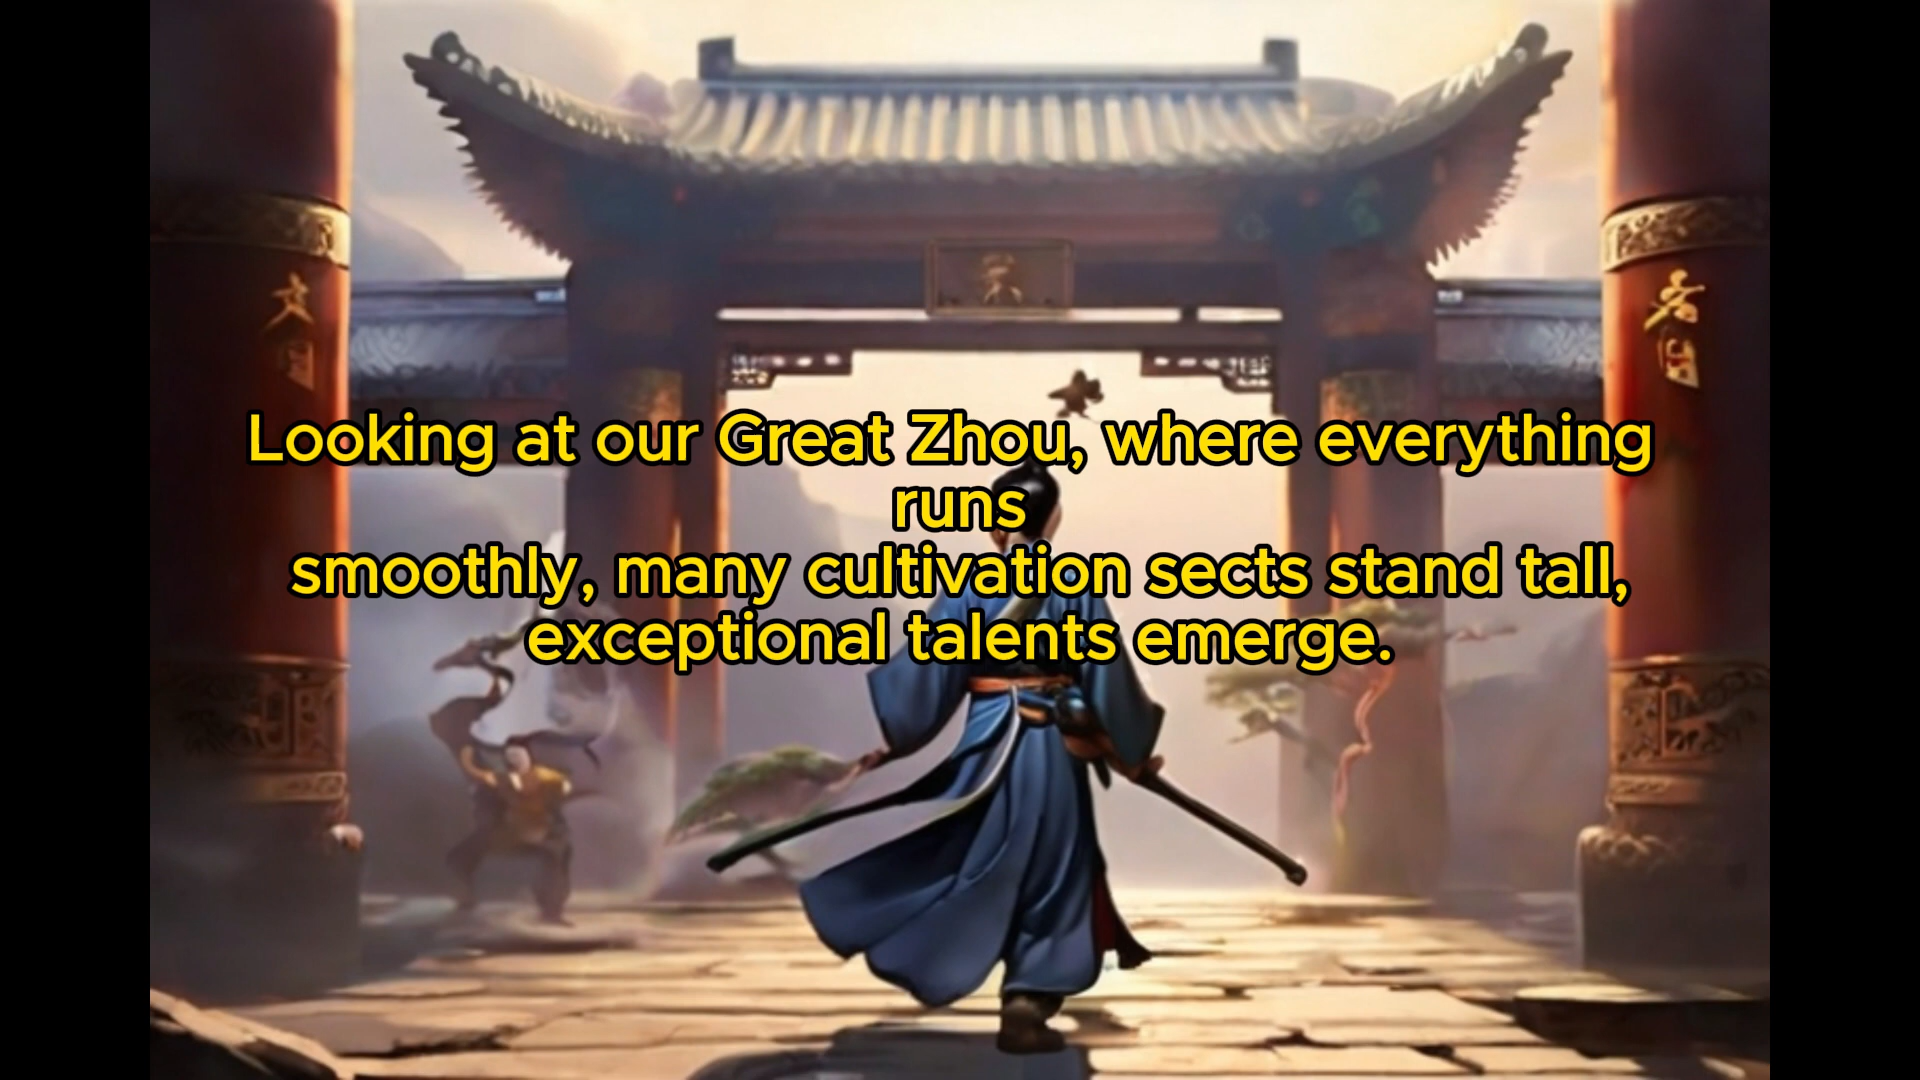 Looking at our Great Zhou, where everything
runs
smoothly, many cultivation sects stand tall,
exceptional talents emerge.